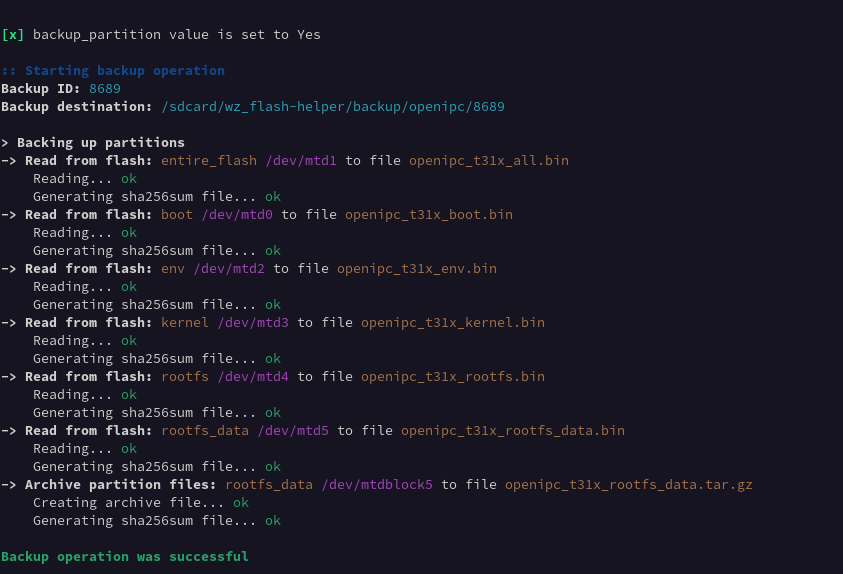 [x] backup_partition value is set to Yes
:: Starting backup operation
Backup ID: 8689
Backup destination: /sdcard/wz_flash-helper/backup/openipc/8689
> Backing up partitions
—> Read from flash: entire_flash /dev/mtd1 to file openipc_t31x_all.bin
Reading... ok
Generating sha256sum file... ok
—> Read from flash: boot /dev/mtd0 to file openipc_t31x_boot.bin
Reading... ok
Generating sha256sum file... ok
—> Read from flash: env /dev/mtd2 to file openipc_t31x_env.bin
Reading... ok
Generating sha256sum file... ok
—> Read from flash: kernel /dev/mtd3 to file openipc_t31x_kernel.bin
Reading... ok
Generating sha256sum file... ok
—> Read from flash: rootfs /dev/mtd4 to file openipc_t31x_rootfs.bin
Reading... ok
Generating sha256sum file... ok
—> Read from flash: rootfs_data /dev/mtd5 to file openipc_t31x_rootfs_data.bin
Reading... ok
Generating sha256sum file... ok
—> Archive partition files: rootfs_data /dev/mtdblock5 to file openipc_t31x_rootfs_data.tar.gz
Creating archive file... ok
Generating sha256sum file... ok
Backup operation was successful